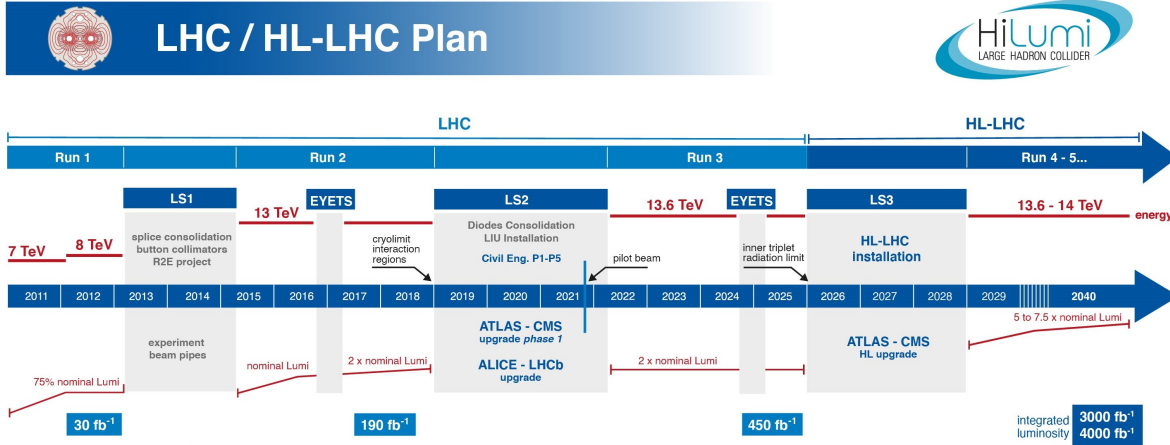 LHC / HL-LHC Plan
HiLumi
LARGE HADRON COLLIDER
LHC
HL-LHC
Run 1
Run 2
Run 3
Run 4 - 5...
LS1
EYETS
LS2
EYETS
LS3
13 TeV
13.6 TeV
13.6 - 14 TeV
energy
7 TeV
8 TeV
splice consolidation
button collimators
R2E project
cryolimit
interaction
regions
Diodes Consolidation
LIU Installation
Civil Eng. P1-P5
pilot beam
inner triplet
radiation limit
HL-LHC
installation
2011
2012
2013
2014
2015
2016
2017
2018
2019
2020
2021
2022
2023
2024
2025
2026
2027
2028
2029
2040
experiment
beam pipes
ATLAS - CMS
upgrade phase 1
ALICE - LHCb
upgrade
ATLAS - CMS
HL upgrade
5 to 7.5 x nominal Lumi
75% nominal Lumi
nominal Lumi
2 x nominal Lumi
2 x nominal Lumi
30 fb⁻¹
190 fb⁻¹
450 fb⁻¹
integrated
luminosity
3000 fb⁻¹
4000 fb⁻¹